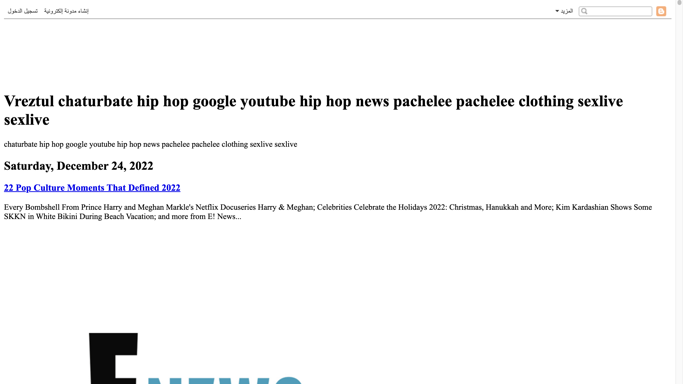 تسجيل الدخول إنشاء مدونة إلكترونية المزيد
Vreztul chaturbate hip hop google youtube hip hop news pachelee pachelee clothing sexlive
sexlive
chaturbate hip hop google youtube hip hop news pachelee pachelee clothing sexlive sexlive
Saturday, December 24, 2022
22 Pop Culture Moments That Defined 2022
Every Bombshell From Prince Harry and Meghan Markle's Netflix Docuseries Harry & Meghan; Celebrities Celebrate the Holidays 2022: Christmas, Hanukkah and More; Kim Kardashian Shows Some
SKKN in White Bikini During Beach Vacation; and more from E! News...
E NEWS